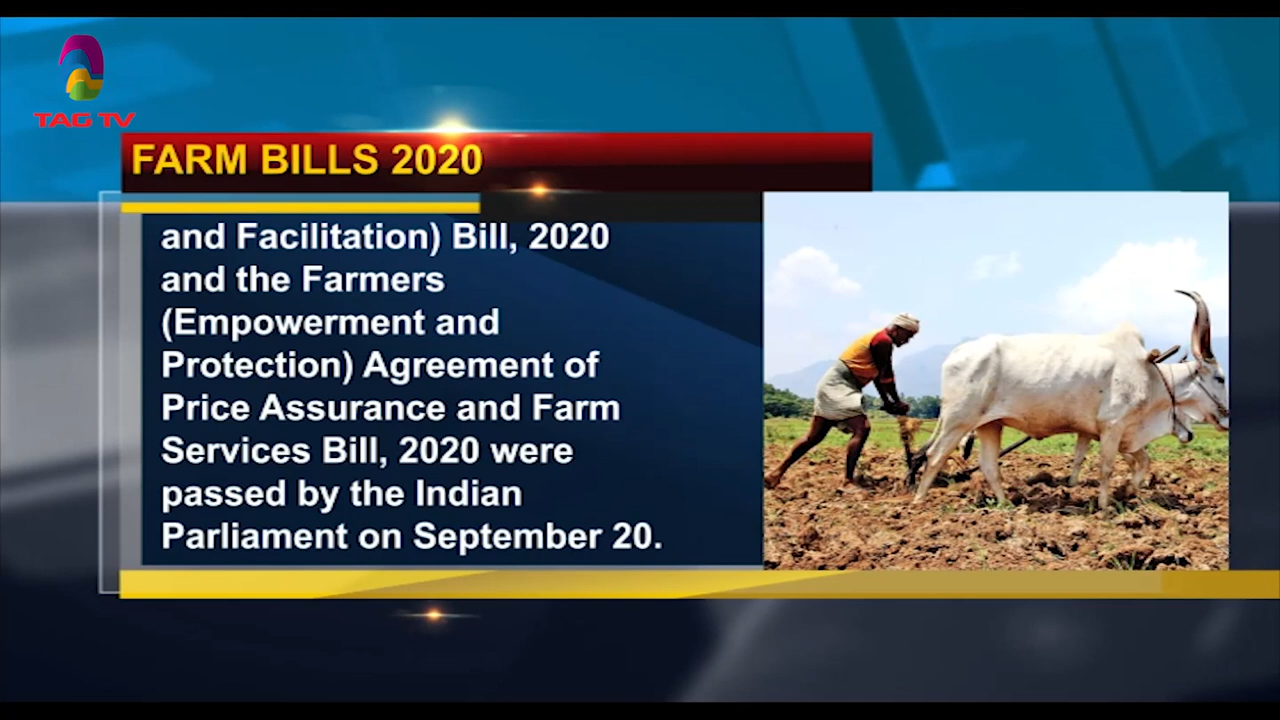 TAG TV
FARM BILLS 2020
and Facilitation) Bill, 2020
and the Farmers
(Empowerment and
Protection) Agreement of
Price Assurance and Farm
Services Bill, 2020 were
passed by the Indian
Parliament on September 20.